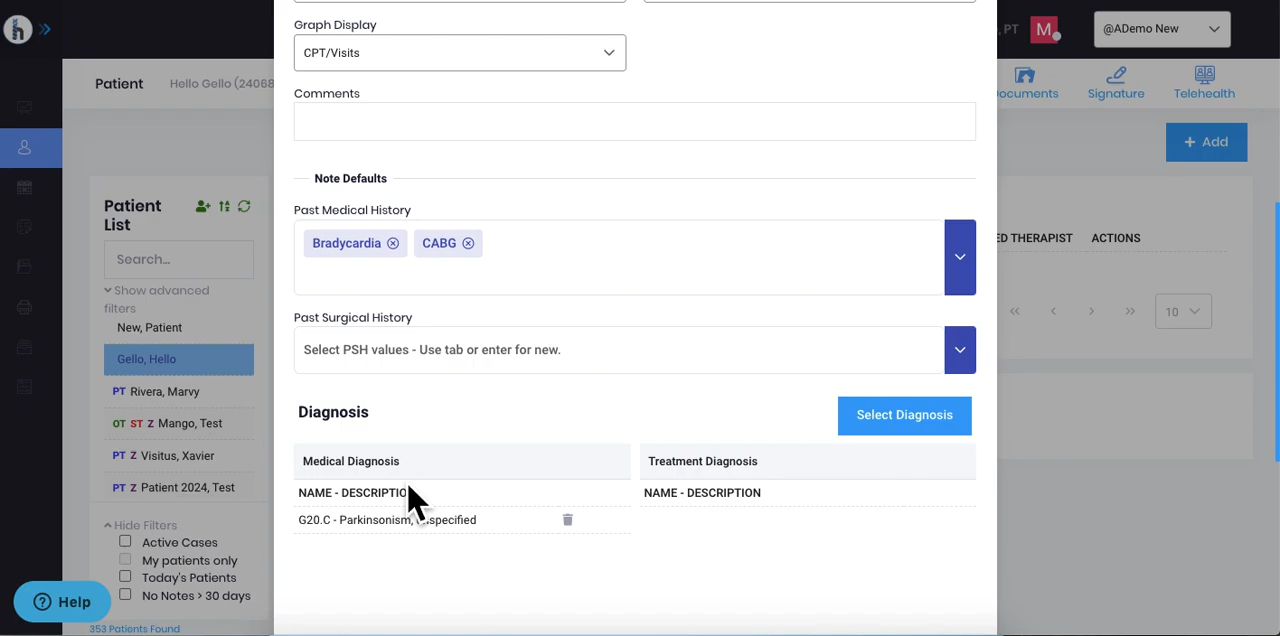 Graph Display
CPT/Visits
Comments
Note Defaults
Past Medical History
Bradycardia CABG
Past Surgical History
Select PSH values - Use tab or enter for new.
Diagnosis
Select Diagnosis
Medical Diagnosis
Treatment Diagnosis
NAME - DESCRIPTIO
NAME - DESCRIPTION
G20.C - Parkinsonism, specified
h
, PT
M
@ADemo New
Patient
Hello Gello (24068
ocuments
Signature
Telehealth
+ Add
Patient
List
Search...
Show advanced
filters
New, Patient
Gello, Hello
PT Rivera, Marvy
OT ST Z Mango, Test
PT Z Visitus, Xavier
PT Z Patient 2024, Test
Hide Filters
Active Cases
My patients only
Today's Patients
No Notes > 30 days
353 Patients Found
Help
ED THERAPIST
ACTIONS
10